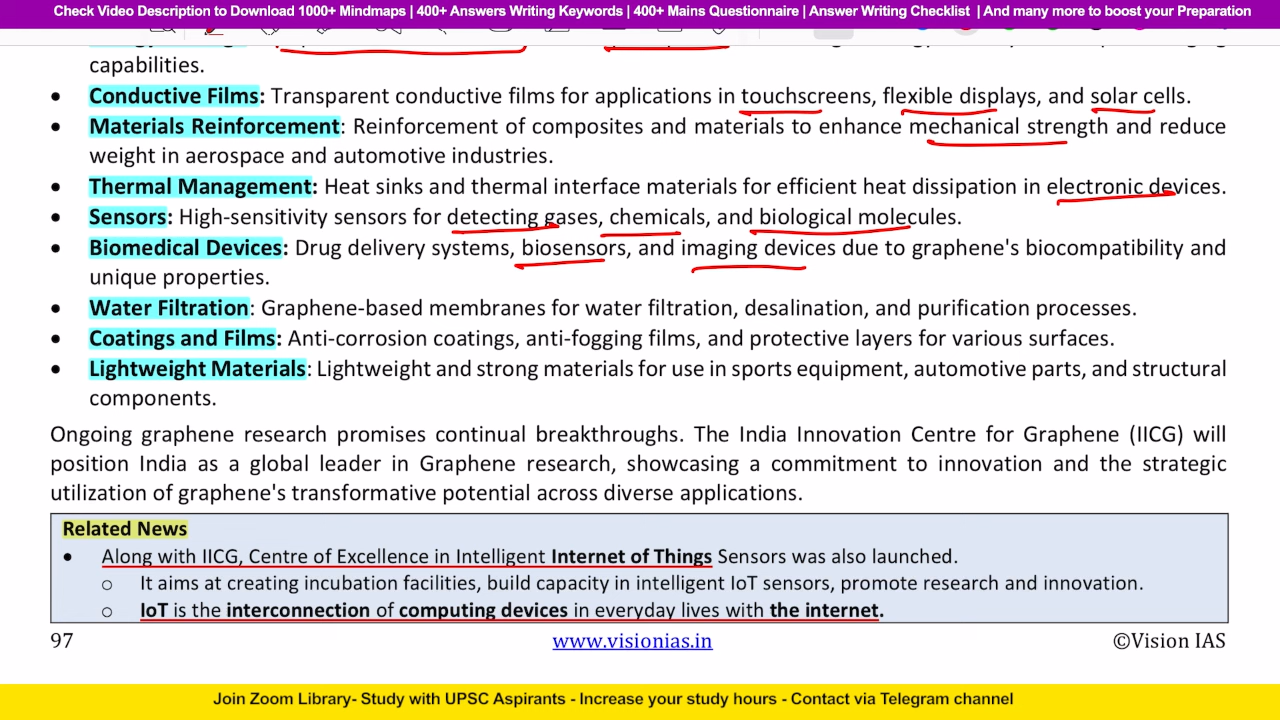 Check Video Description to Download 1000+ Mindmaps | 400+ Answers Writing Keywords | 400+ Mains Questionnaire | Answer Writing Checklist | And many more to boost your Preparation
capabilities.
• Conductive Films: Transparent conductive films for applications in touchscreens, flexible displays, and solar cells.
• Materials Reinforcement: Reinforcement of composites and materials to enhance mechanical strength and reduce
weight in aerospace and automotive industries.
• Thermal Management: Heat sinks and thermal interface materials for efficient heat dissipation in electronic devices.
• Sensors: High-sensitivity sensors for detecting gases, chemicals, and biological molecules.
• Biomedical Devices: Drug delivery systems, biosensors, and imaging devices due to graphene's biocompatibility and
unique properties.
• Water Filtration: Graphene-based membranes for water filtration, desalination, and purification processes.
• Coatings and Films: Anti-corrosion coatings, anti-fogging films, and protective layers for various surfaces.
• Lightweight Materials: Lightweight and strong materials for use in sports equipment, automotive parts, and structural
components.
Ongoing graphene research promises continual breakthroughs. The India Innovation Centre for Graphene (IICG) will
position India as a global leader in Graphene research, showcasing a commitment to innovation and the strategic
utilization of graphene's transformative potential across diverse applications.
Related News
• Along with IICG, Centre of Excellence in Intelligent Internet of Things Sensors was also launched.
o It aims at creating incubation facilities, build capacity in intelligent IoT sensors, promote research and innovation.
o IoT is the interconnection of computing devices in everyday lives with the internet.
97 www.visionias.in ©Vision IAS
Join Zoom Library- Study with UPSC Aspirants - Increase your study hours - Contact via Telegram channel